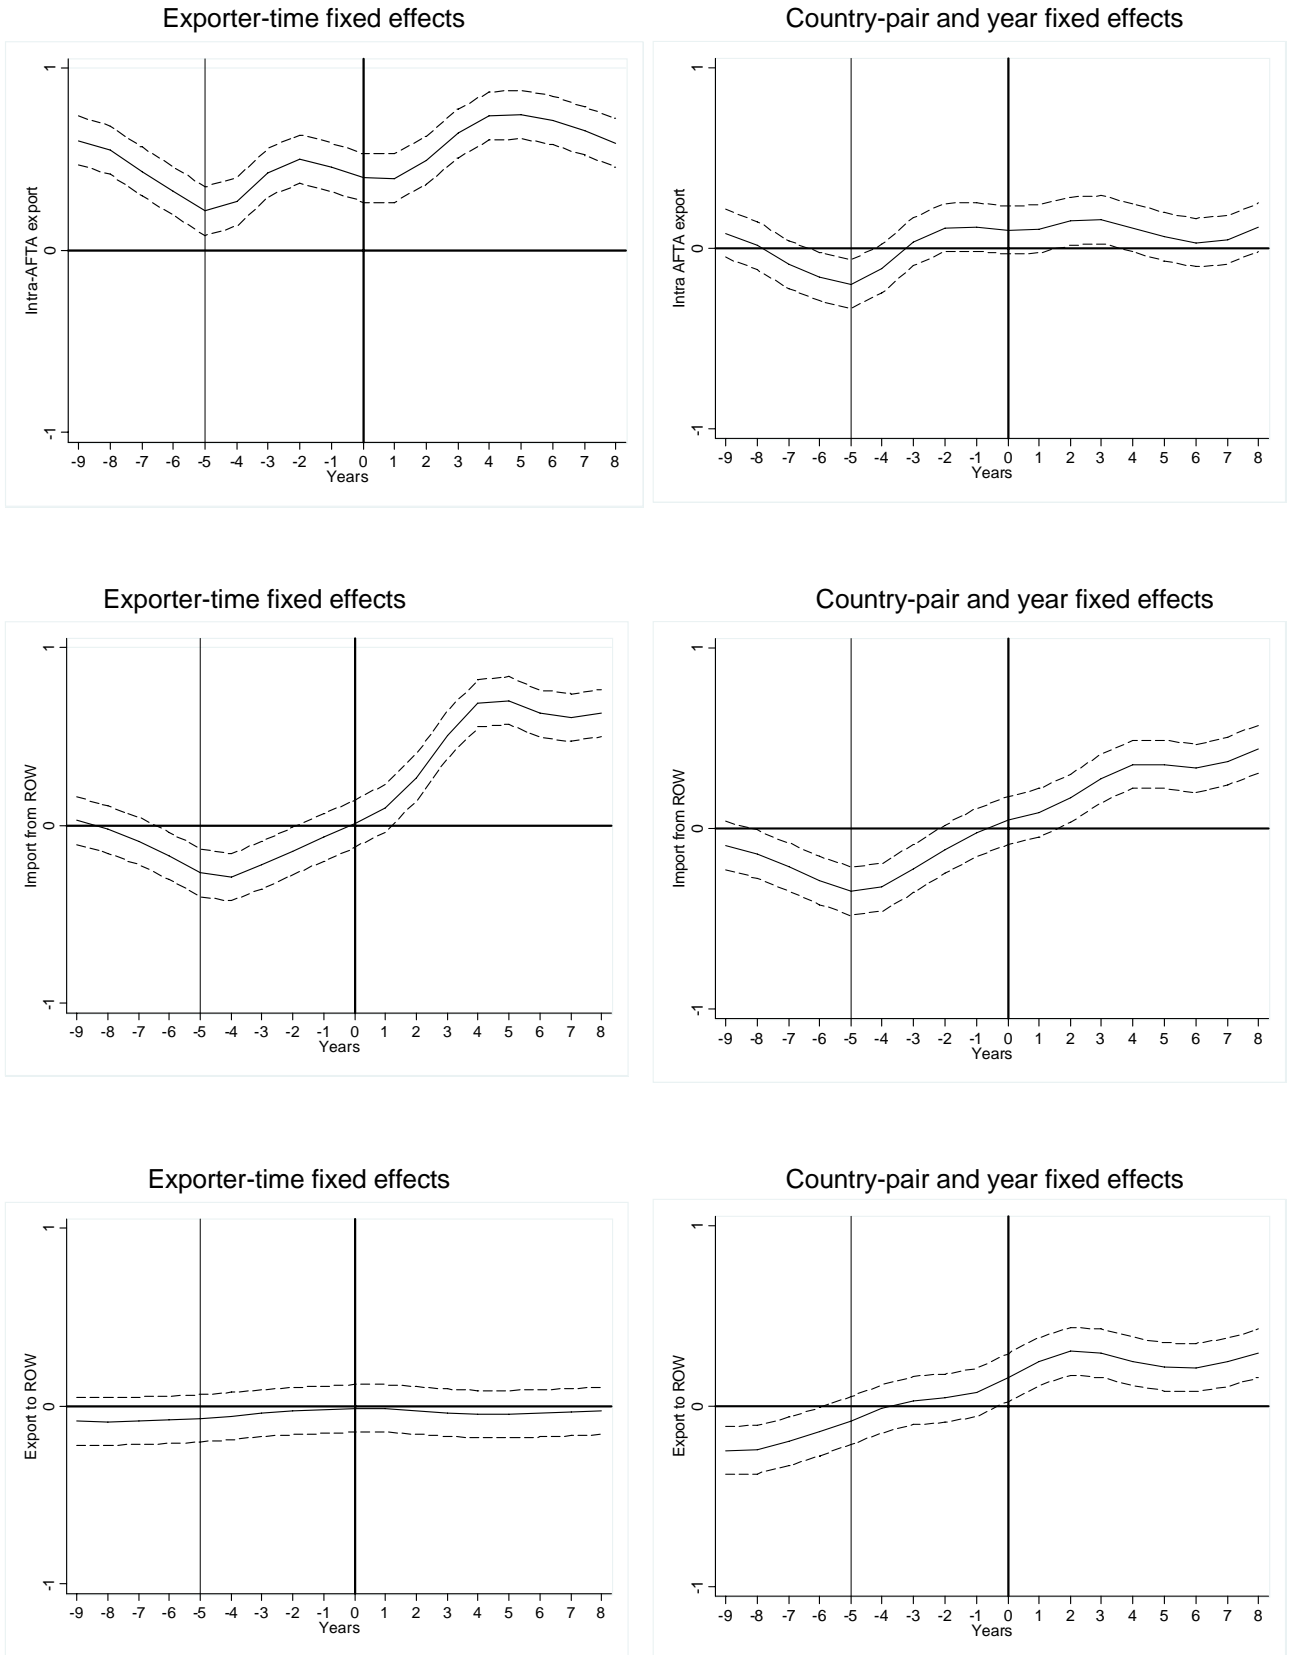 Exporter-time fixed effects
Country-pair and year fixed effects
1
0
-1
Intra-AFTA export
-9 -8 -7 -6 -5 -4 -3 -2 -1 0 1 2 3 4 5 6 7 8
Years
1
0
-1
Intra AFTA export
-9 -8 -7 -6 -5 -4 -3 -2 -1 0 1 2 3 4 5 6 7 8
Years
Exporter-time fixed effects
Country-pair and year fixed effects
1
0
-1
Import from ROW
-9 -8 -7 -6 -5 -4 -3 -2 -1 0 1 2 3 4 5 6 7 8
Years
1
0
-1
Import from ROW
-9 -8 -7 -6 -5 -4 -3 -2 -1 0 1 2 3 4 5 6 7 8
Years
Exporter-time fixed effects
Country-pair and year fixed effects
1
0
-1
Export to ROW
-9 -8 -7 -6 -5 -4 -3 -2 -1 0 1 2 3 4 5 6 7 8
Years
1
0
-1
Export to ROW
-9 -8 -7 -6 -5 -4 -3 -2 -1 0 1 2 3 4 5 6 7 8
Years